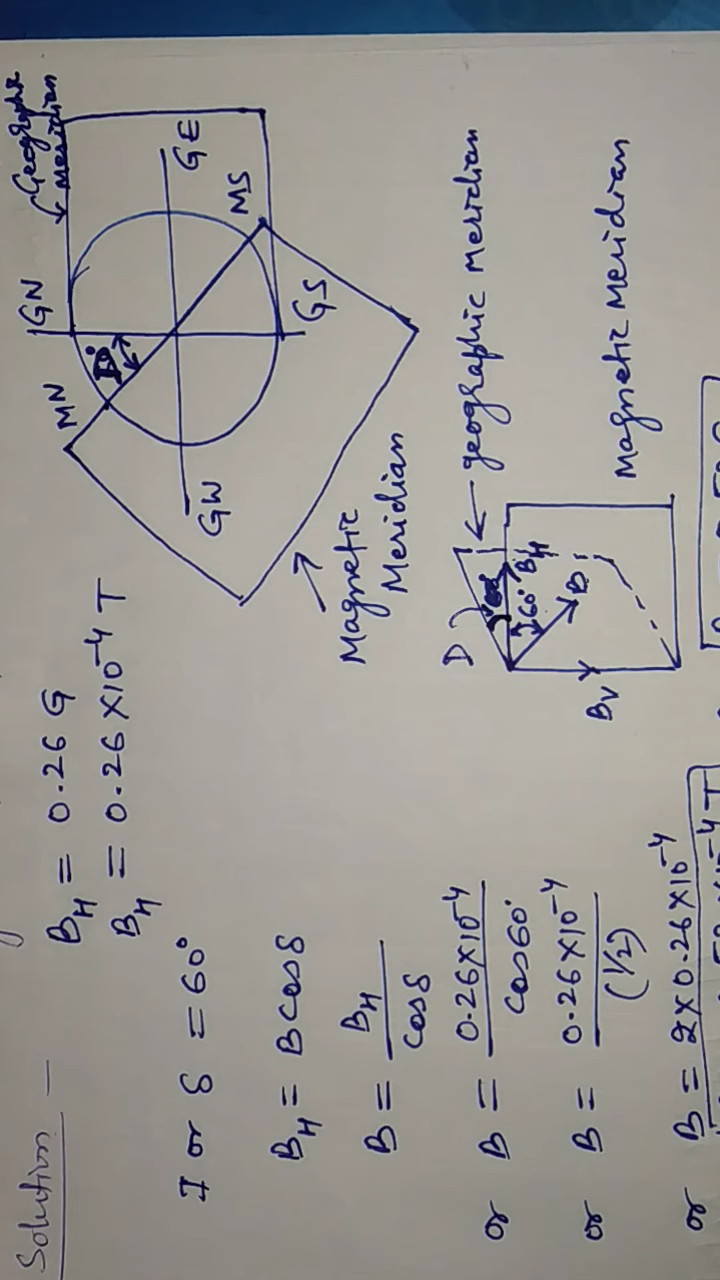 Solution —
B_H = 0.26 G
B_H = 0.26 × 10⁻⁴ T
I or δ = 60°
B_H = B cos δ
B = B_H / cos δ
or B = 0.26 × 10⁻⁴ / cos 60°
or B = 0.26 × 10⁻⁴ / (1/2)
or B = 2 × 0.26 × 10⁻⁴
Geographic
Meridian
GN
MN
D°
GE
MS
GS
GW
Magnetic
Meridian
D
← geographic meridian
60°
B_H
B
B_V
Magnetic Meridian